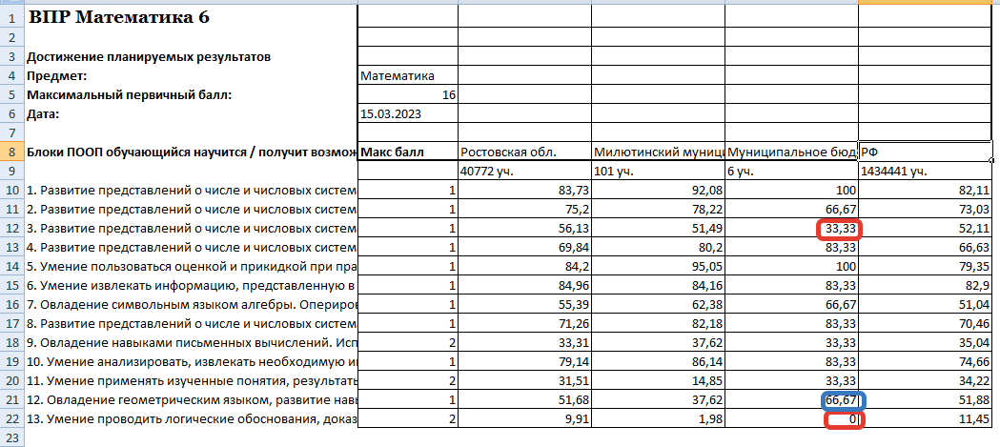 1 ВПР Математика 6
2
3 Достижение планируемых результатов
4 Предмет: Математика
5 Максимальный первичный балл: 16
6 Дата: 15.03.2023
7
8 Блоки ПООП обучающийся научится / получит возмож Макс балл Ростовская обл. Милютинский муници Муниципальное бюд РФ
9 40772 уч. 101 уч. 6 уч. 1434441 уч.
10 1. Развитие представлений о числе и числовых система 1 83,73 92,08 100 82,11
11 2. Развитие представлений о числе и числовых система 1 75,2 78,22 66,67 73,03
12 3. Развитие представлений о числе и числовых система 1 56,13 51,49 33,33 52,11
13 4. Развитие представлений о числе и числовых система 1 69,84 80,2 83,33 66,63
14 5. Умение пользоваться оценкой и прикидкой при пра 1 84,2 95,05 100 79,35
15 6. Умение извлекать информацию, представленную в 1 84,96 84,16 83,33 82,9
16 7. Овладение символьным языком алгебры. Опериров 1 55,39 62,38 66,67 51,04
17 8. Развитие представлений о числе и числовых система 1 71,26 82,18 83,33 70,46
18 9. Овладение навыками письменных вычислений. Исп 2 33,31 37,62 33,33 35,04
19 10. Умение анализировать, извлекать необходимую ин 1 79,14 86,14 83,33 74,66
20 11. Умение применять изученные понятия, результать 2 31,51 14,85 33,33 34,22
21 12. Овладение геометрическим языком, развитие навы 1 51,68 37,62 66,67 51,88
22 13. Умение проводить логические обоснования, доказ 2 9,91 1,98 0 11,45
23